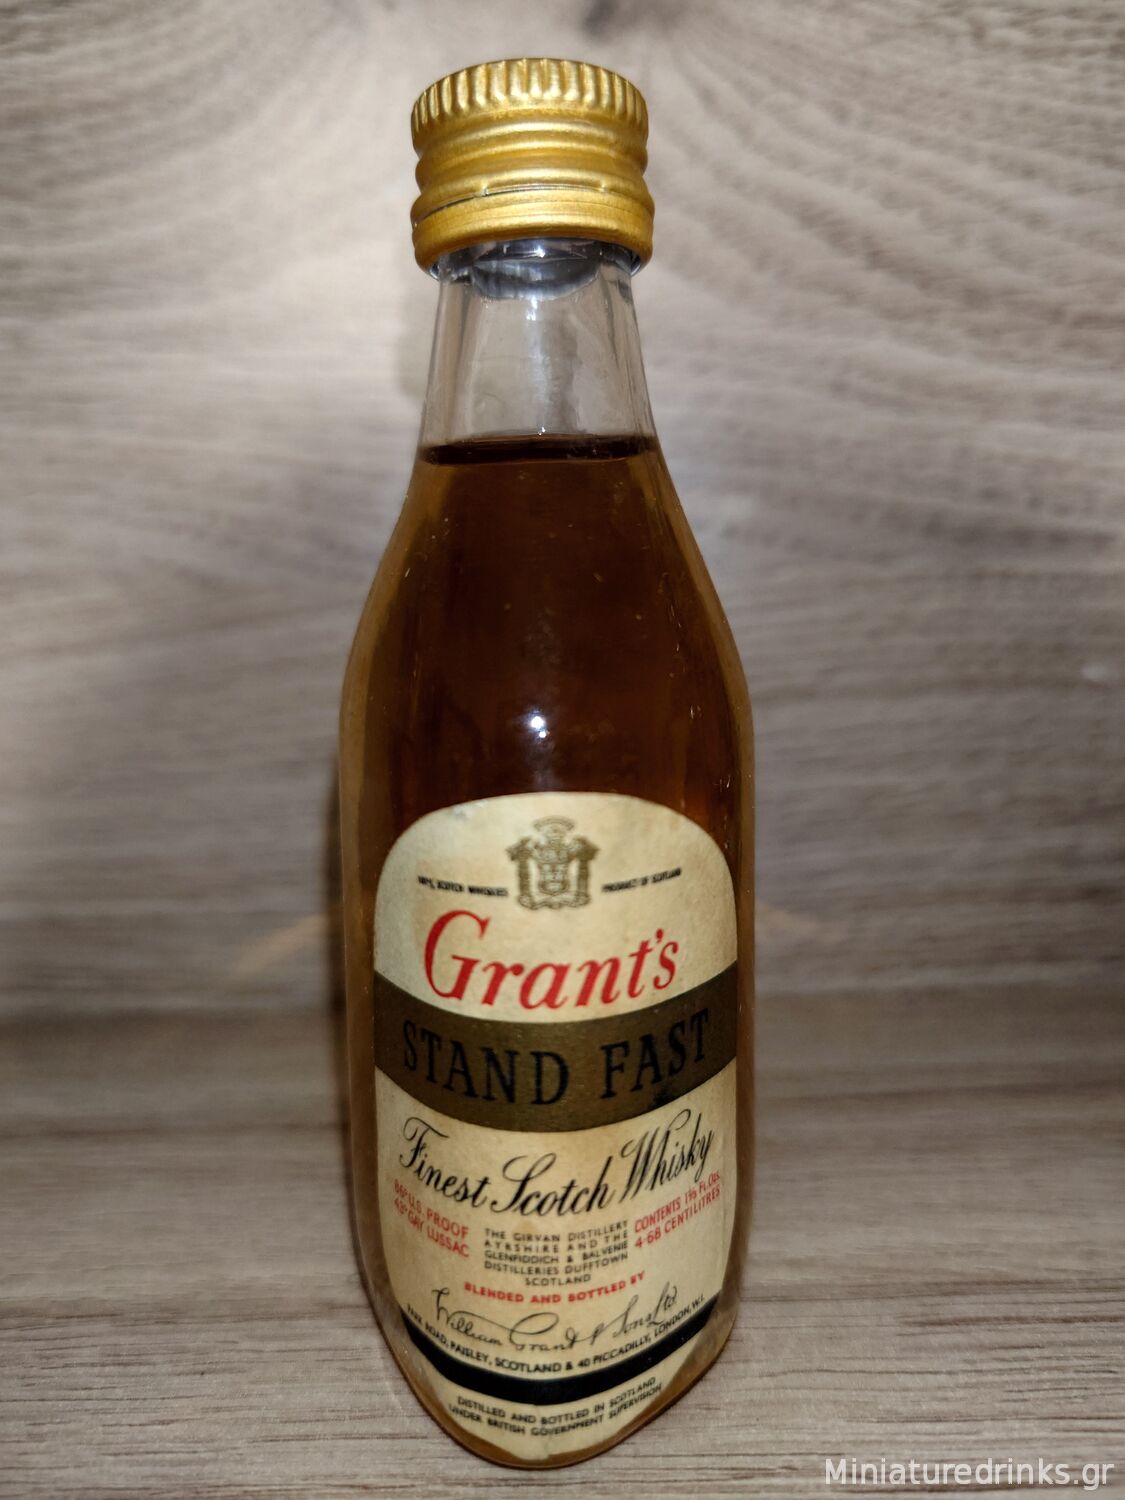 100% SCOTCH WHISKIES PRODUCT OF SCOTLAND
Grant's
STAND FAST
Finest Scotch Whisky
86° U.S. PROOF
43° GAY LUSSAC
THE GIRVAN DISTILLERY
AYRSHIRE AND THE
GLENFIDDICH & BALVENIE
DISTILLERIES DUFFTOWN
SCOTLAND
CONTENTS 1⅗ FL.OZS.
4·68 CENTILITRES
BLENDED AND BOTTLED BY
William Grant & Sons Ltd.
PARK ROAD, PAISLEY, SCOTLAND & 40 PICCADILLY, LONDON, W.1.
DISTILLED AND BOTTLED IN SCOTLAND
UNDER BRITISH GOVERNMENT SUPERVISION
Miniaturedrinks.gr